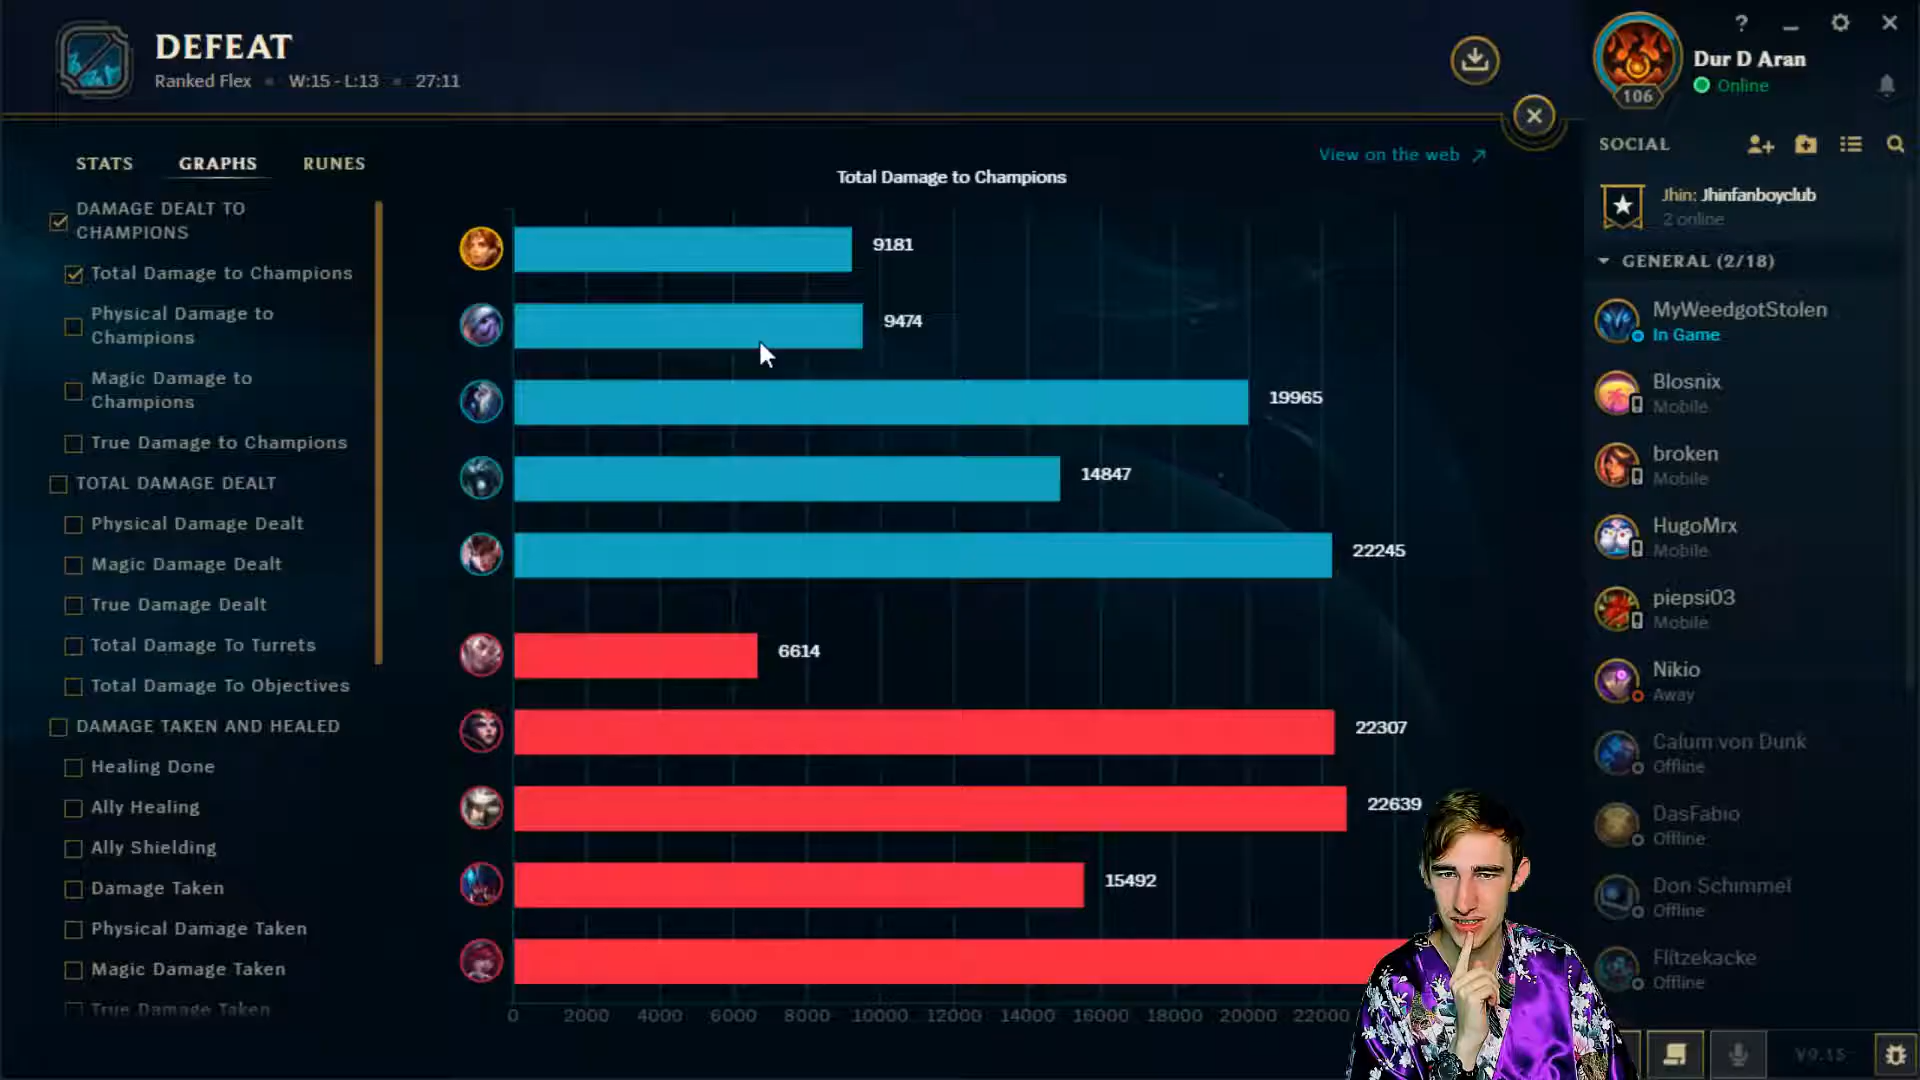 DEFEAT
Ranked Flex W:15 - L:13 27:11
STATS GRAPHS RUNES
View on the web
Total Damage to Champions
DAMAGE DEALT TO
CHAMPIONS
Total Damage to Champions
Physical Damage to
Champions
Magic Damage to
Champions
True Damage to Champions
TOTAL DAMAGE DEALT
Physical Damage Dealt
Magic Damage Dealt
True Damage Dealt
Total Damage To Turrets
Total Damage To Objectives
DAMAGE TAKEN AND HEALED
Healing Done
Ally Healing
Ally Shielding
Damage Taken
Physical Damage Taken
Magic Damage Taken
True Damage Taken
9181
9474
19965
14847
22245
6614
22307
22639
15492
0 2000 4000 6000 8000 10000 12000 14000 16000 18000 20000 22000
?
106
Dur D Aran
Online
SOCIAL
Jhin: Jhinfanboyclub
2 online
GENERAL (2/18)
MyWeedgotStolen
In Game
Blosnix
Mobile
broken
Mobile
HugoMrx
Mobile
piepsi03
Mobile
Nikio
Away
Calum von Dunk
Offline
DasFabio
Offline
Don Schimmel
Offline
Flitzekacke
Offline
V9.15